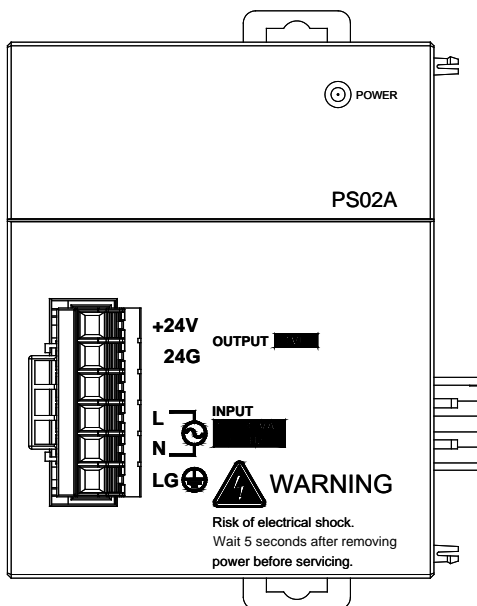 POWER
PS02A
+24V
OUTPUT
24G
L
INPUT
N
LG
WARNING
Risk of electrical shock.
Wait 5 seconds after removing
power before servicing.